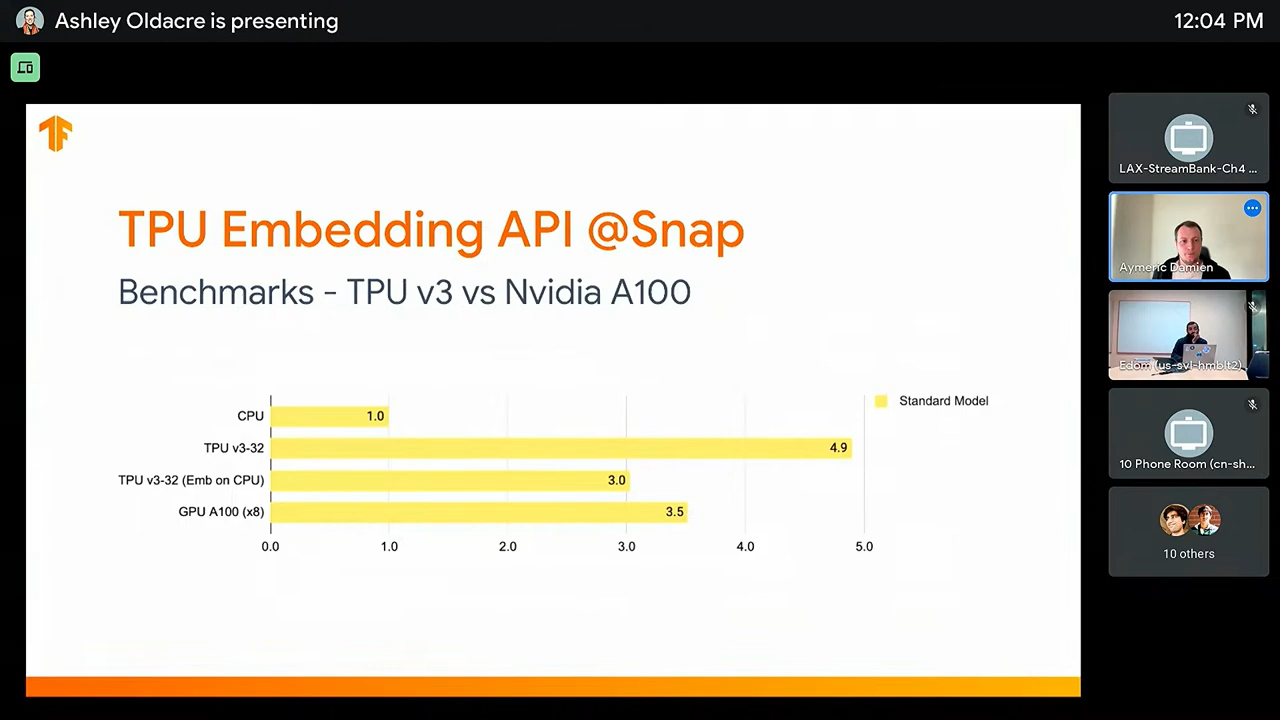 Ashley Oldacre is presenting
12:04 PM
TPU Embedding API @Snap
Benchmarks - TPU v3 vs Nvidia A100
Standard Model
CPU 1.0
TPU v3-32 4.9
TPU v3-32 (Emb on CPU) 3.0
GPU A100 (x8) 3.5
0.0 1.0 2.0 3.0 4.0 5.0
LAX-StreamBank-Ch4 ...
Aymeric Damien
Edom (us-svl-hmblt2)
10 Phone Room (cn-sh...
10 others